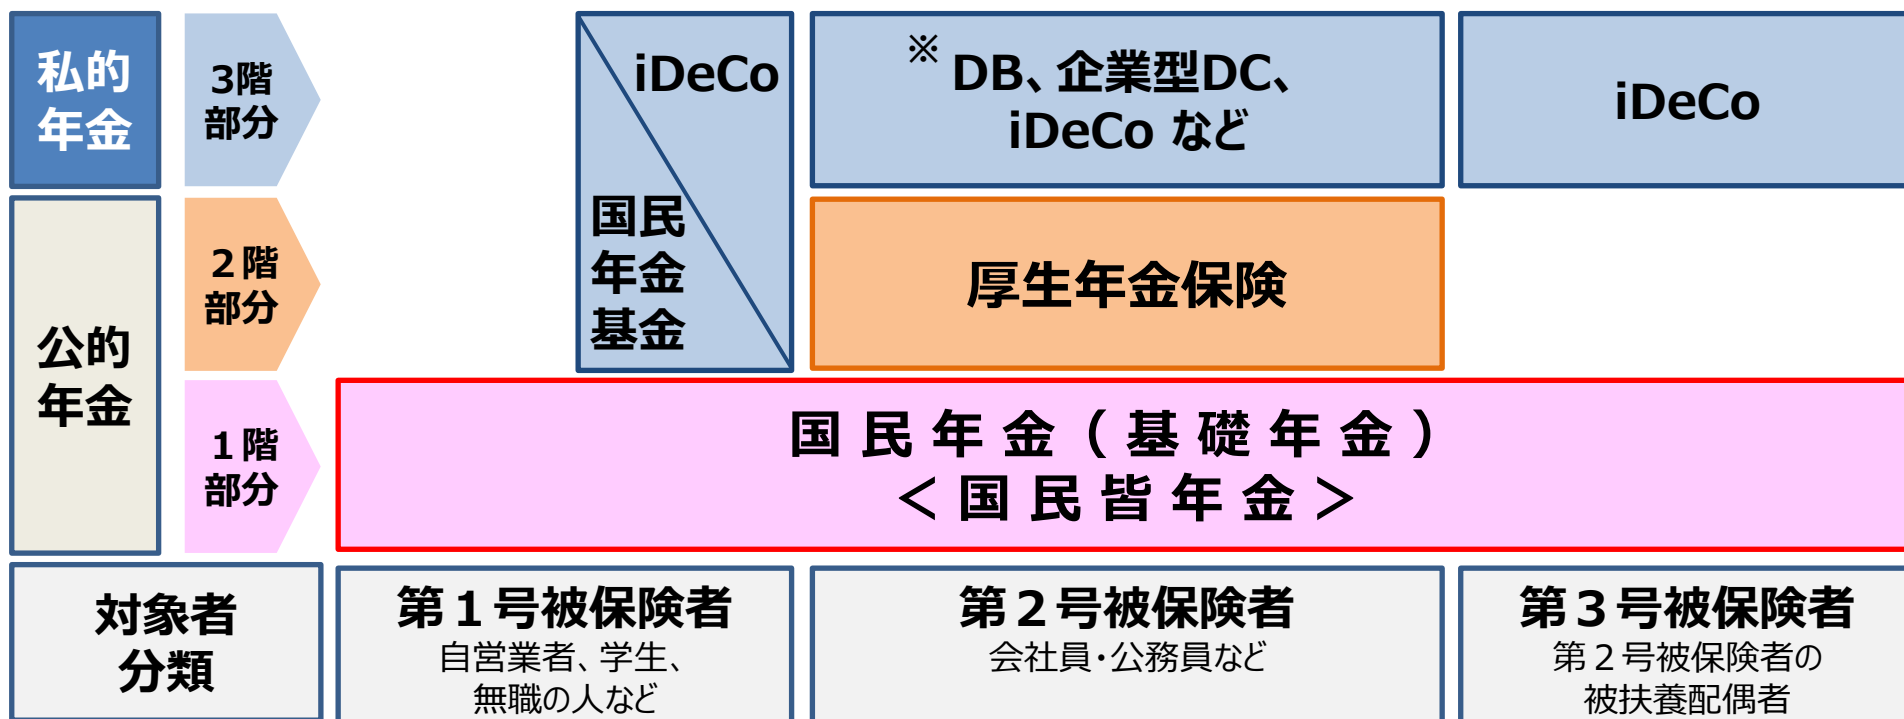 私的
年金
3階
部分
iDeCo
※
DB、企業型DC、
iDeCo など
iDeCo
公的
年金
２階
部分
国民
年金
基金
厚生年金保険
１階
部分
国民年金（基礎年金）
＜国民皆年金＞
対象者
分類
第１号被保険者
自営業者、学生、
無職の人など
第２号被保険者
会社員・公務員など
第３号被保険者
第２号被保険者の
被扶養配偶者